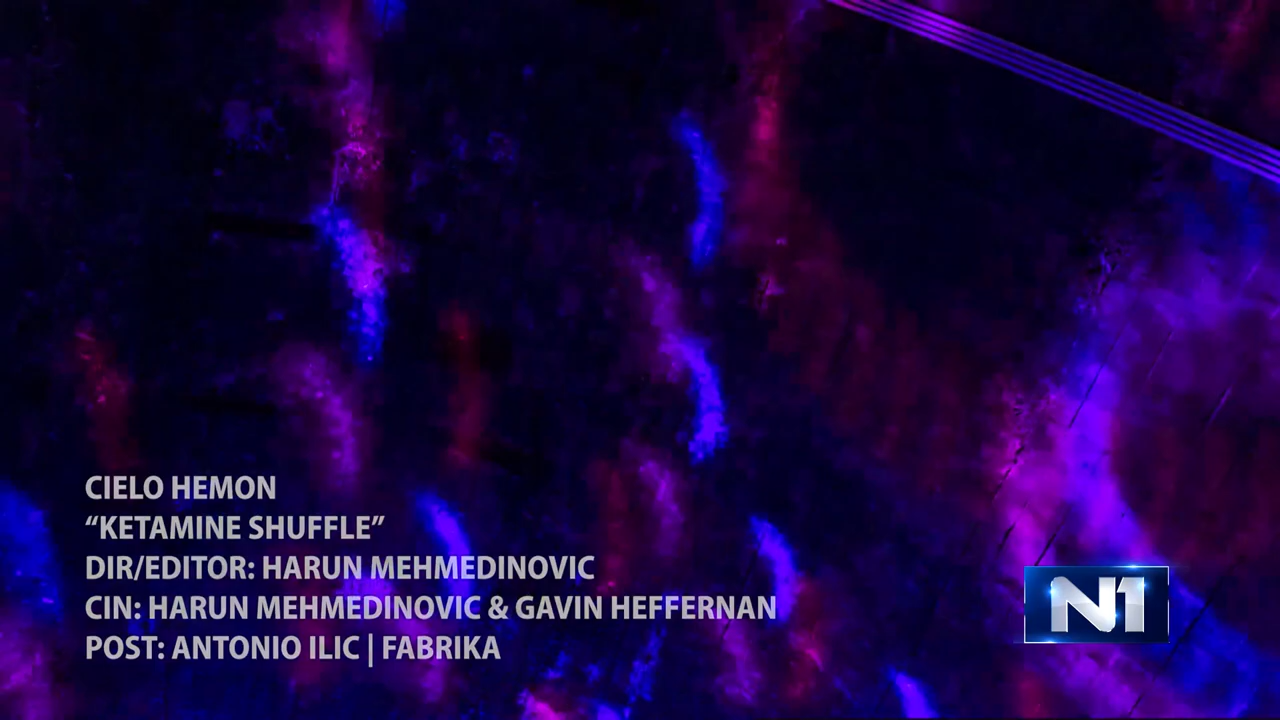 CIELO HEMON
“KETAMINE SHUFFLE”
DIR/EDITOR: HARUN MEHMEDINOVIC
CIN: HARUN MEHMEDINOVIC & GAVIN HEFFERNAN
POST: ANTONIO ILIC | FABRIKA
N1